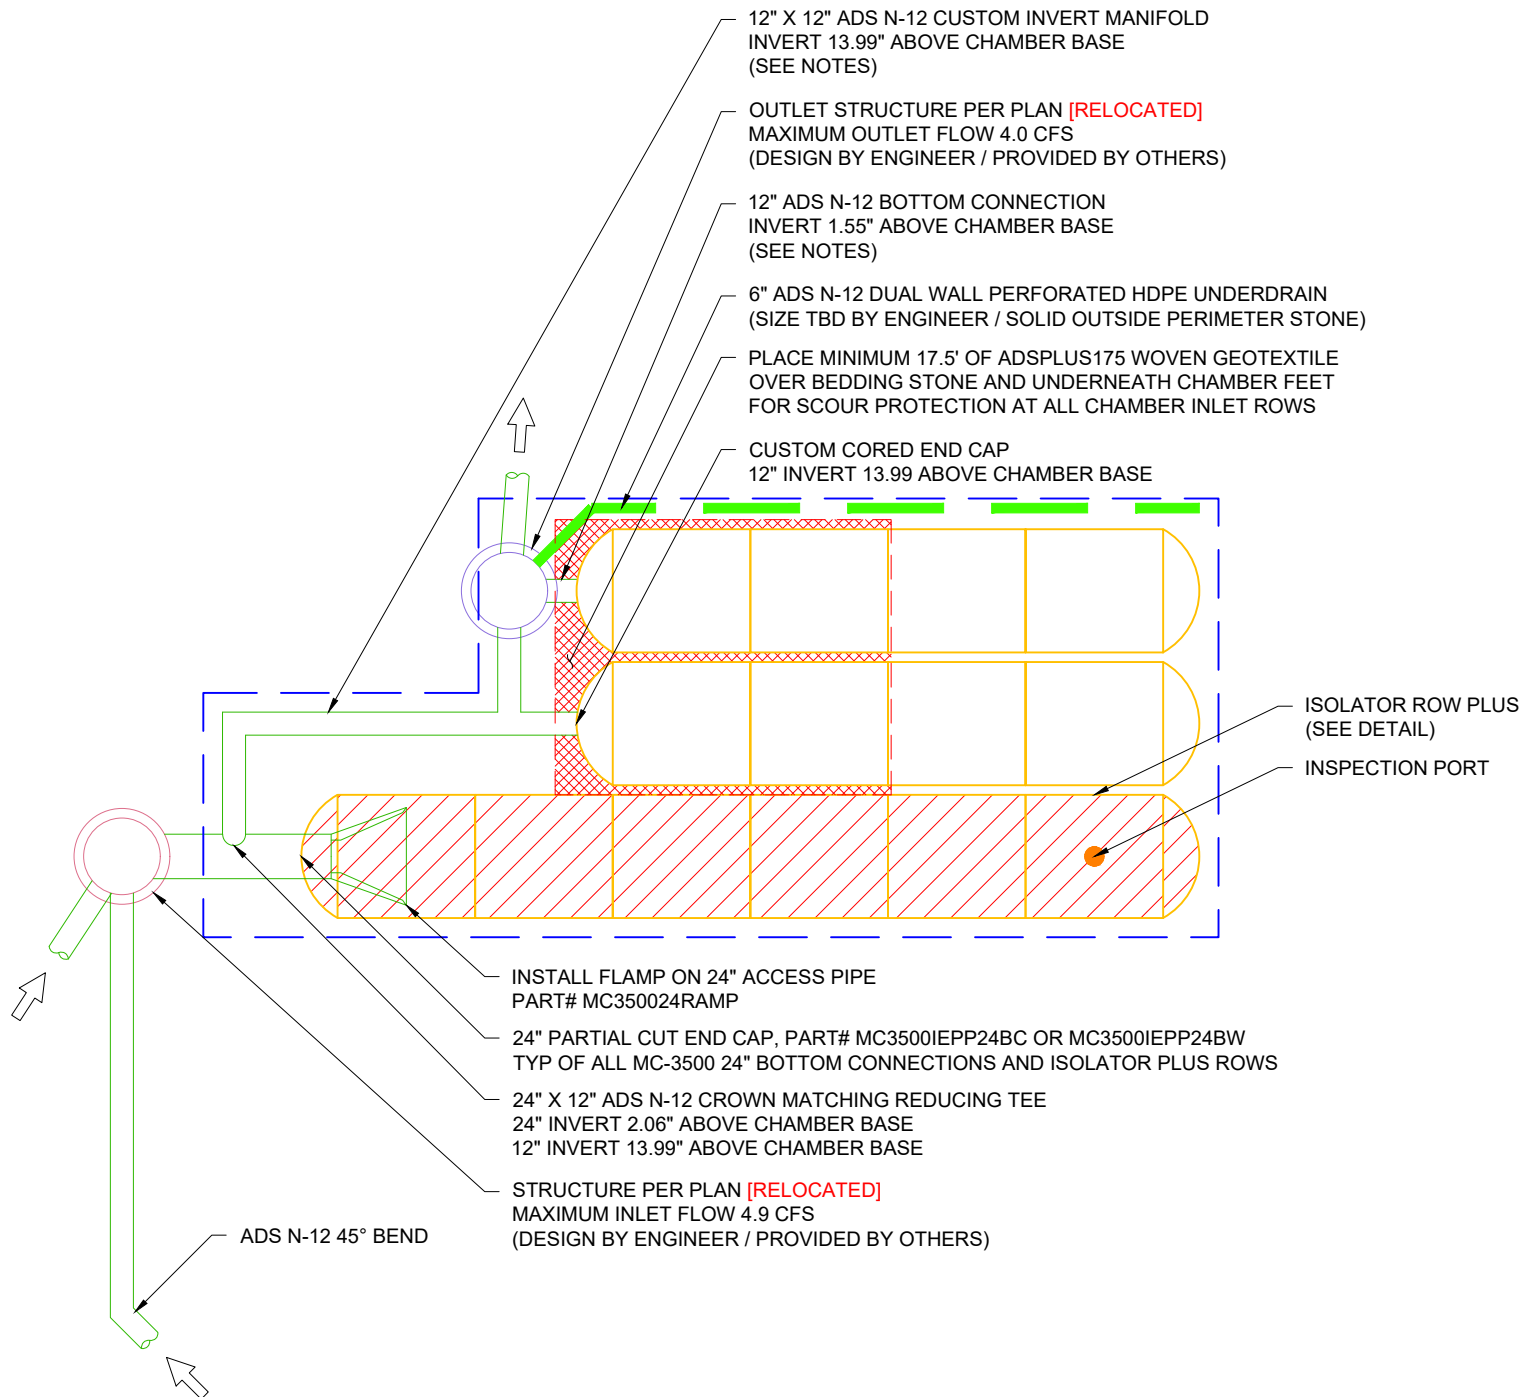 12" X 12" ADS N-12 CUSTOM INVERT MANIFOLD
INVERT 13.99" ABOVE CHAMBER BASE
(SEE NOTES)
OUTLET STRUCTURE PER PLAN [RELOCATED]
MAXIMUM OUTLET FLOW 4.0 CFS
(DESIGN BY ENGINEER / PROVIDED BY OTHERS)
12" ADS N-12 BOTTOM CONNECTION
INVERT 1.55" ABOVE CHAMBER BASE
(SEE NOTES)
6" ADS N-12 DUAL WALL PERFORATED HDPE UNDERDRAIN
(SIZE TBD BY ENGINEER / SOLID OUTSIDE PERIMETER STONE)
PLACE MINIMUM 17.5' OF ADSPLUS175 WOVEN GEOTEXTILE
OVER BEDDING STONE AND UNDERNEATH CHAMBER FEET
FOR SCOUR PROTECTION AT ALL CHAMBER INLET ROWS
CUSTOM CORED END CAP
12" INVERT 13.99 ABOVE CHAMBER BASE
ISOLATOR ROW PLUS
(SEE DETAIL)
INSPECTION PORT
INSTALL FLAMP ON 24" ACCESS PIPE
PART# MC350024RAMP
24" PARTIAL CUT END CAP, PART# MC3500IEPP24BC OR MC3500IEPP24BW
TYP OF ALL MC-3500 24" BOTTOM CONNECTIONS AND ISOLATOR PLUS ROWS
24" X 12" ADS N-12 CROWN MATCHING REDUCING TEE
24" INVERT 2.06" ABOVE CHAMBER BASE
12" INVERT 13.99" ABOVE CHAMBER BASE
STRUCTURE PER PLAN [RELOCATED]
MAXIMUM INLET FLOW 4.9 CFS
(DESIGN BY ENGINEER / PROVIDED BY OTHERS)
ADS N-12 45° BEND